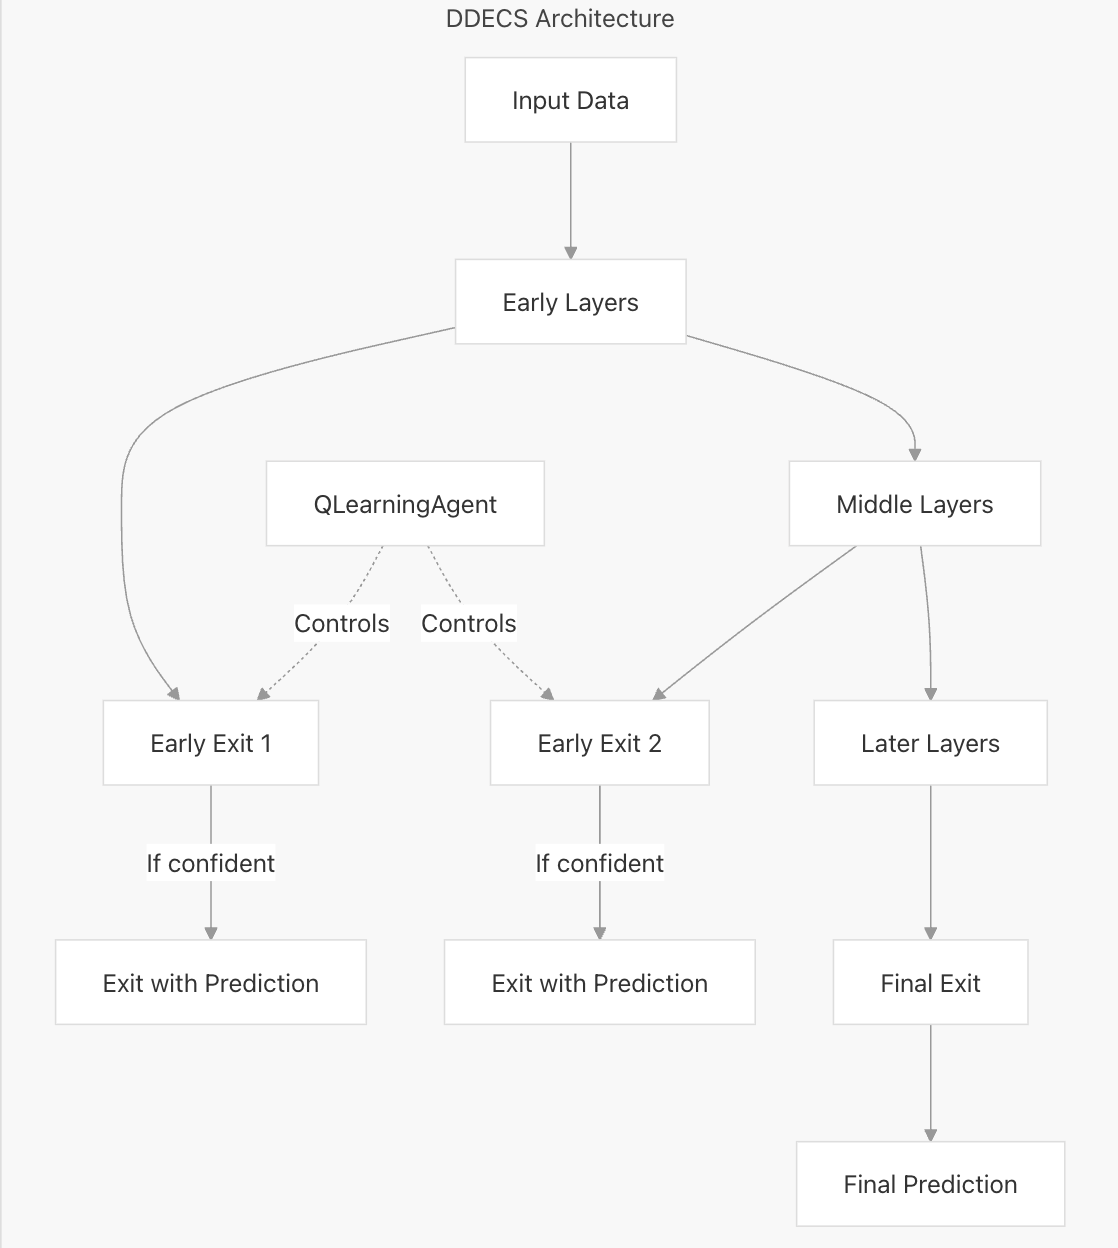 DDECS Architecture
Input Data
Early Layers
QLearningAgent
Middle Layers
Controls
Controls
Early Exit 1
Early Exit 2
Later Layers
If confident
If confident
Exit with Prediction
Exit with Prediction
Final Exit
Final Prediction